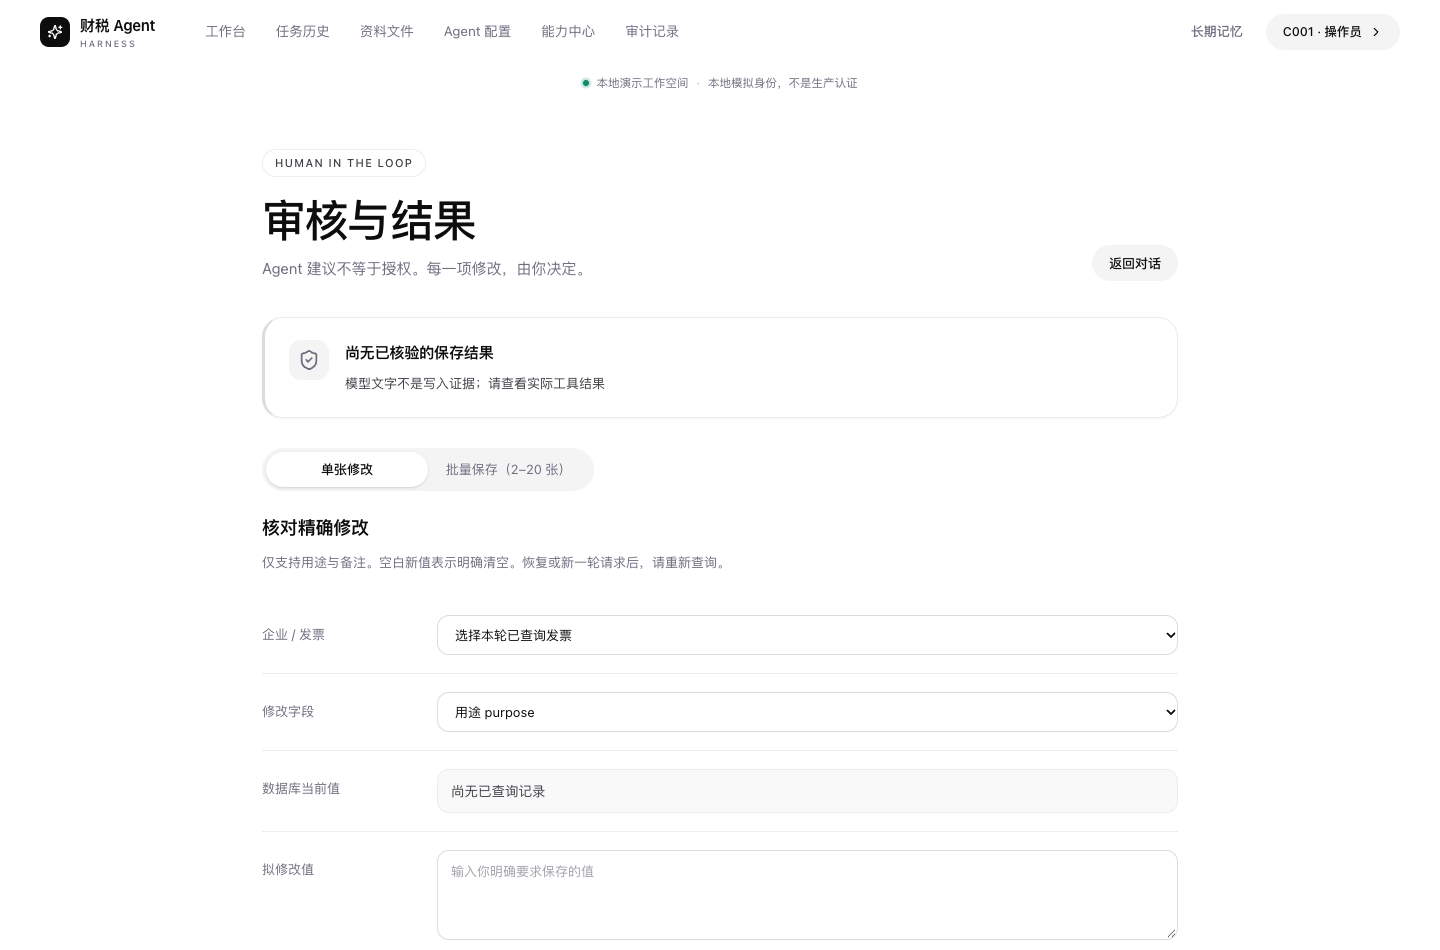 财税 Agent
HARNESS
工作台
任务历史
资料文件
Agent 配置
能力中心
审计记录
长期记忆
C001 · 操作员
本地演示工作空间 · 本地模拟身份，不是生产认证
HUMAN IN THE LOOP
审核与结果
Agent 建议不等于授权。每一项修改，由你决定。
返回对话
尚无已核验的保存结果
模型文字不是写入证据；请查看实际工具结果
单张修改
批量保存（2–20 张）
核对精确修改
仅支持用途与备注。空白新值表示明确清空。恢复或新一轮请求后，请重新查询。
企业 / 发票
选择本轮已查询发票
修改字段
用途 purpose
数据库当前值
尚无已查询记录
拟修改值
输入你明确要求保存的值